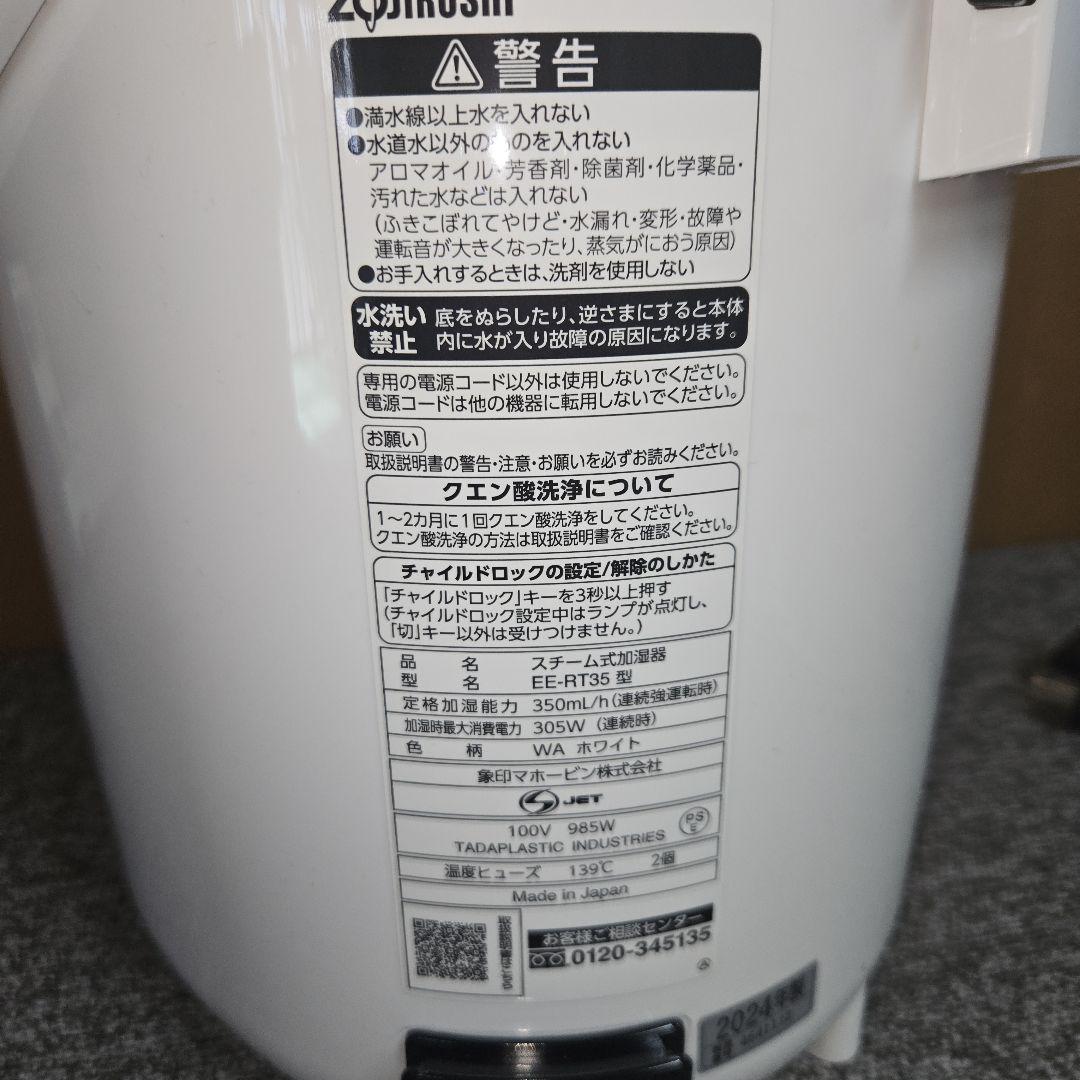 ZOJIRUSHI
警告
●満水線以上水を入れない
●水道水以外のものを入れない
アロマオイル・芳香剤・除菌剤・化学薬品・
汚れた水などは入れない
(ふきこぼれてやけど・水漏れ・変形・故障や
運転音が大きくなったり、蒸気がにおう原因)
●お手入れするときは、洗剤を使用しない
水洗い 底をぬらしたり、逆さまにすると本体
禁止 内に水が入り故障の原因になります。
専用の電源コード以外は使用しないでください。
電源コードは他の機器に転用しないでください。
お願い
取扱説明書の警告・注意・お願いを必ずお読みください。
クエン酸洗浄について
1〜2カ月に1回クエン酸洗浄をしてください。
クエン酸洗浄の方法は取扱説明書をご確認ください。
チャイルドロックの設定/解除のしかた
「チャイルドロック」キーを3秒以上押す
(チャイルドロック設定中はランプが点灯し、
「切」キー以外は受けつけません。)
品名 スチーム式加湿器
型名 EE-RT35 型
定格加湿能力 350mL/h(連続強運転時)
加湿時最大消費電力 305W (連続時)
色柄 WA ホワイト
象印マホービン株式会社
S JET
100V 985W
PS E
TADAPLASTIC INDUSTRIES
温度ヒューズ 139℃ 2個
Made in Japan
取扱説明書はこちら
お客様ご相談センター
0120-345135
2024年製